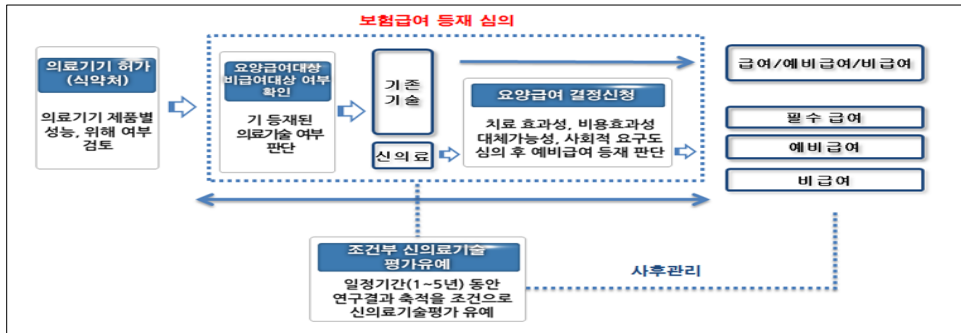 보험급여 등재 심의
의료기기 허가
(식약처)
의료기기 제품별
성능, 위해 여부
검토
요양급여대상
비급여대상 여부
확인
기 등재된
의료기술 여부
판단
기존
기술
신의료
요양급여 결정신청
치료 효과성, 비용효과성
대체가능성, 사회적 요구도
심의 후 예비급여 등재 판단
급여/예비급여/비급여
필수 급여
예비급여
비급여
조건부 신의료기술
평가유예
일정기간(1~5년) 동안
연구결과 축적을 조건으로
신의료기술평가 유예
사후관리